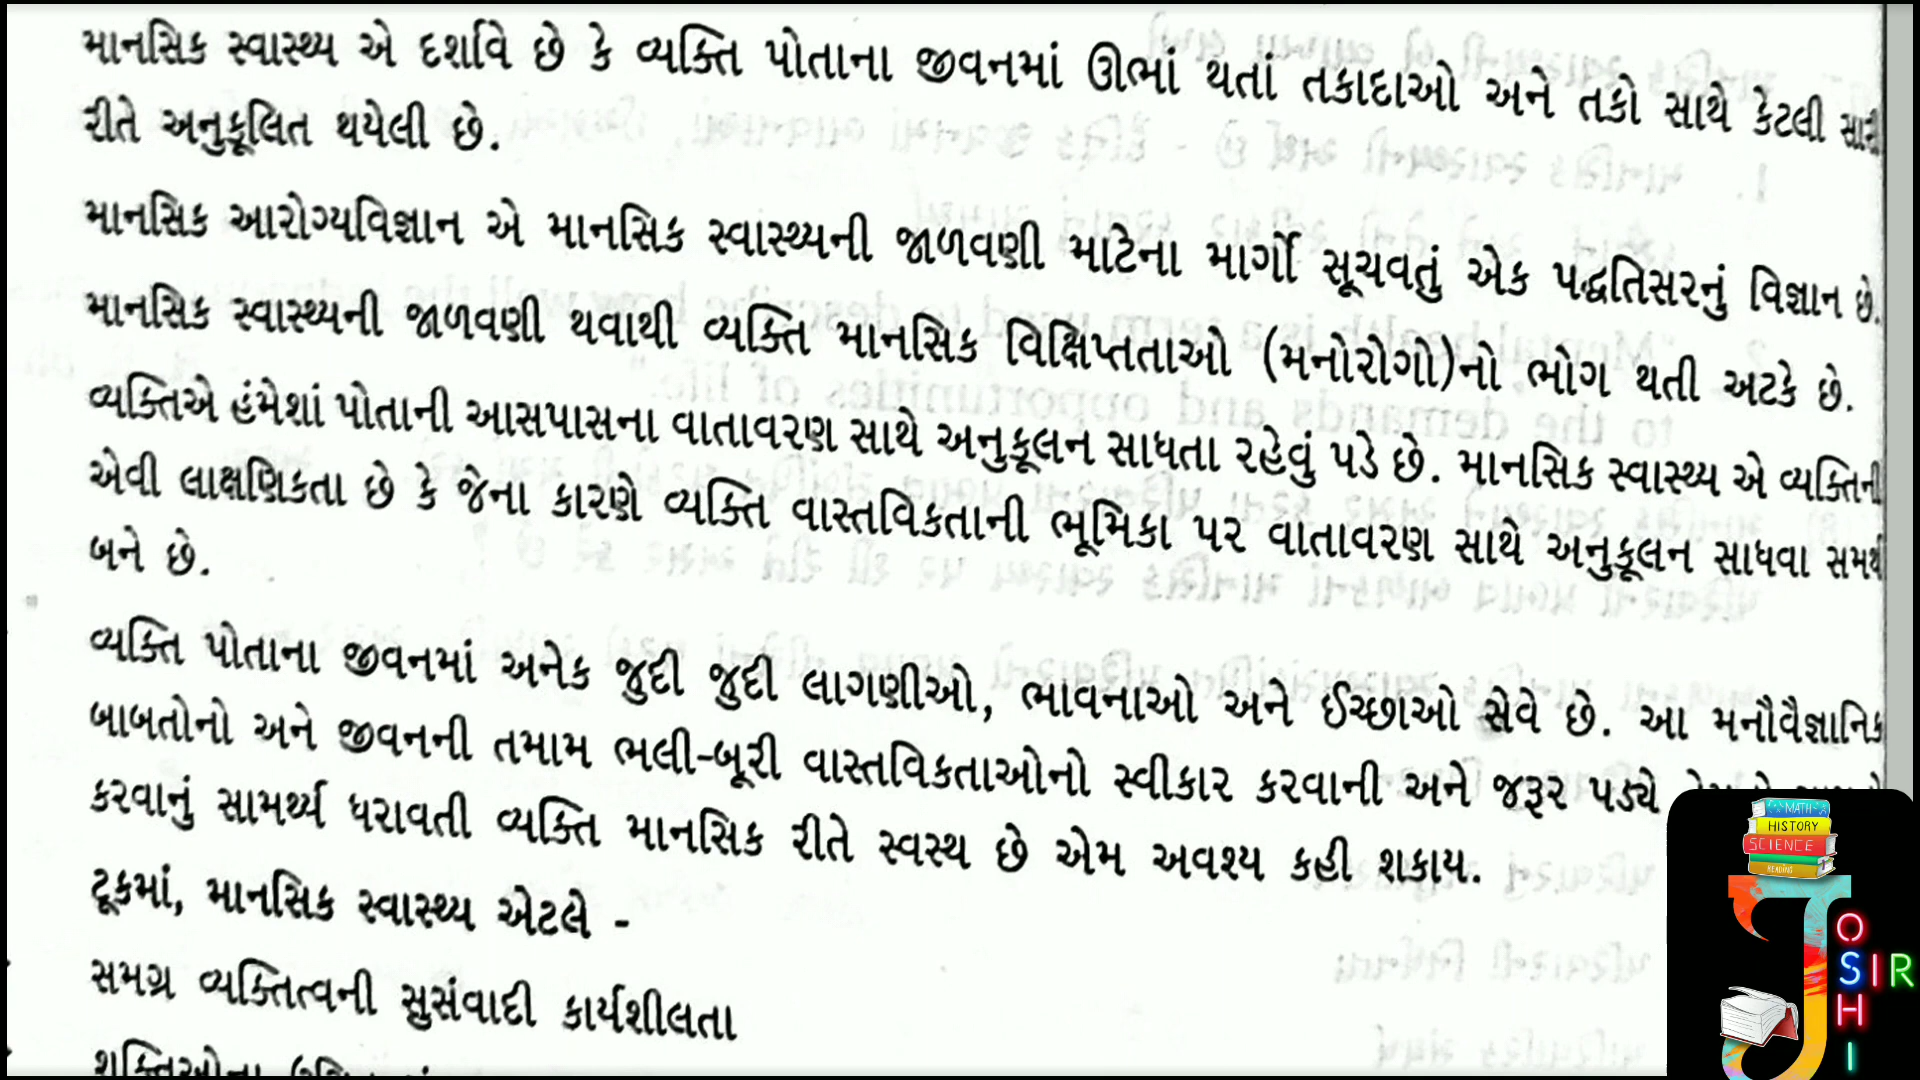 માનસિક સ્વાસ્થ્ય એ દર્શાવે છે કે વ્યક્તિ પોતાના જીવનમાં ઊભાં થતાં તકાદાઓ અને તકો સાથે કેટલી સારી
રીતે અનુકૂલિત થયેલી છે.
માનસિક આરોગ્યવિજ્ઞાન એ માનસિક સ્વાસ્થ્યની જાળવણી માટેના માર્ગો સૂચવતું એક પદ્ધતિસરનું વિજ્ઞાન છે.
માનસિક સ્વાસ્થ્યની જાળવણી થવાથી વ્યક્તિ માનસિક વિક્ષિપ્તતાઓ (મનોરોગો)નો ભોગ થતી અટકે છે.
વ્યક્તિએ હંમેશાં પોતાની આસપાસના વાતાવરણ સાથે અનુકૂલન સાધતા રહેવું પડે છે. માનસિક સ્વાસ્થ્ય એ વ્યક્તિની
એવી લાક્ષણિકતા છે કે જેના કારણે વ્યક્તિ વાસ્તવિકતાની ભૂમિકા પર વાતાવરણ સાથે અનુકૂલન સાધવા સમર્થ
બને છે.
વ્યક્તિ પોતાના જીવનમાં અનેક જુદી જુદી લાગણીઓ, ભાવનાઓ અને ઈચ્છાઓ સેવે છે. આ મનૌવૈજ્ઞાનિક
બાબતોનો અને જીવનની તમામ ભલી-બૂરી વાસ્તવિકતાઓનો સ્વીકાર કરવાની અને જરૂર પડ્યે
કરવાનું સામર્થ્ય ધરાવતી વ્યક્તિ માનસિક રીતે સ્વસ્થ છે એમ અવશ્ય કહી શકાય.
ટૂકમાં, માનસિક સ્વાસ્થ્ય એટલે -
સમગ્ર વ્યક્તિત્વની સુસંવાદી કાર્યશીલતા
શક્તિઓના
MATH
HISTORY
SCIENCE
READING
JOSHI
SIR